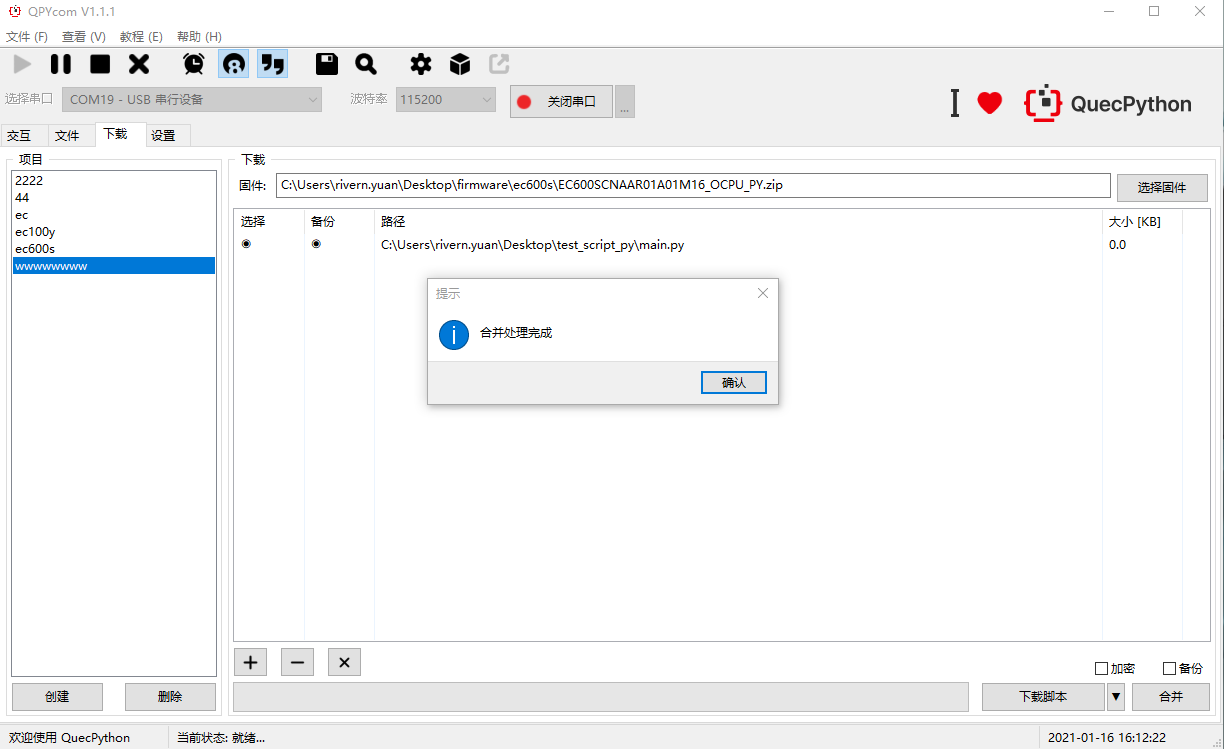 QPYcom V1.1.1
文件 (F) 查看 (V) 教程 (E) 帮助 (H)
选择串口 COM19 - USB 串行设备 波特率 115200 关闭串口 ... I QuecPython
交互 文件 下载 设置
项目
2222
44
ec
ec100y
ec600s
wwwwwwww
创建 删除
下载
固件: C:\Users\rivern.yuan\Desktop\firmware\ec600s\EC600SCNAAR01A01M16_OCPU_PY.zip 选择固件
选择 备份 路径 大小 [KB]
C:\Users\rivern.yuan\Desktop\test_script_py\main.py 0.0
提示
合并处理完成
确认
加密 备份
下载脚本 合并
欢迎使用 QuecPython 当前状态: 就绪... 2021-01-16 16:12:22